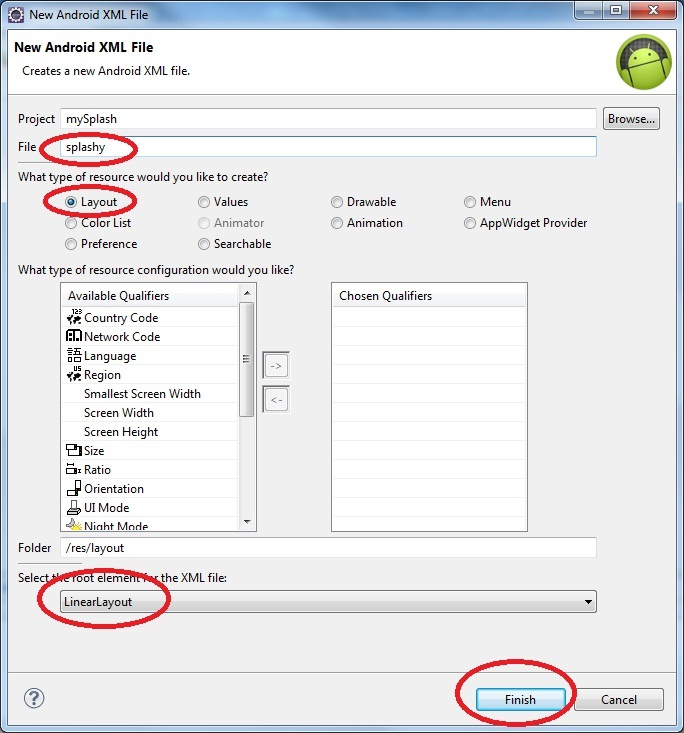 New Android XML File
New Android XML File
Creates a new Android XML file.
Project mySplash Browse...
File splashy
What type of resource would you like to create?
Layout Values Drawable Menu
Color List Animator Animation AppWidget Provider
Preference Searchable
What type of resource configuration would you like?
Available Qualifiers Chosen Qualifiers
123 Country Code
Network Code
Language
US Region
Smallest Screen Width
-> 
Screen Width
<-
Screen Height
Size
Ratio
Orientation
UI Mode
Night Mode
Folder /res/layout
Select the root element for the XML file:
LinearLayout
? Finish Cancel